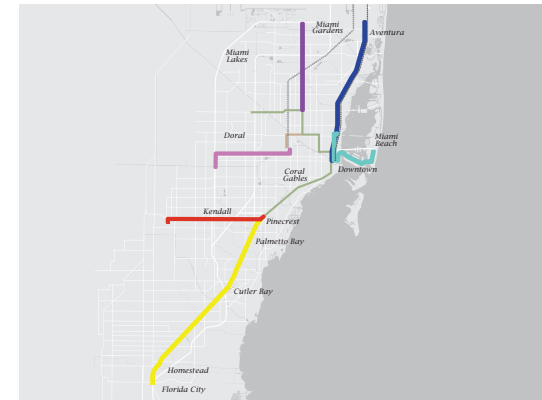 Miami
Gardens
Aventura
Miami
Lakes
Doral
Miami
Beach
Coral
Gables
Downtown
Kendall
Pinecrest
Palmetto Bay
Cutler Bay
Homestead
Florida City